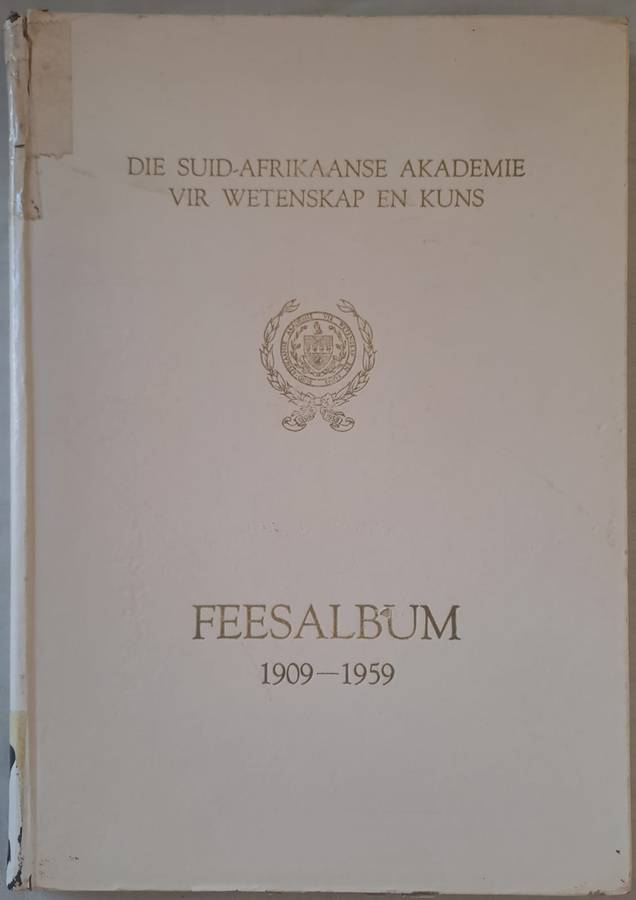 DIE SUID-AFRIKAANSE AKADEMIE
VIR WETENSKAP EN KUNS
FEESALBUM
1909—1959